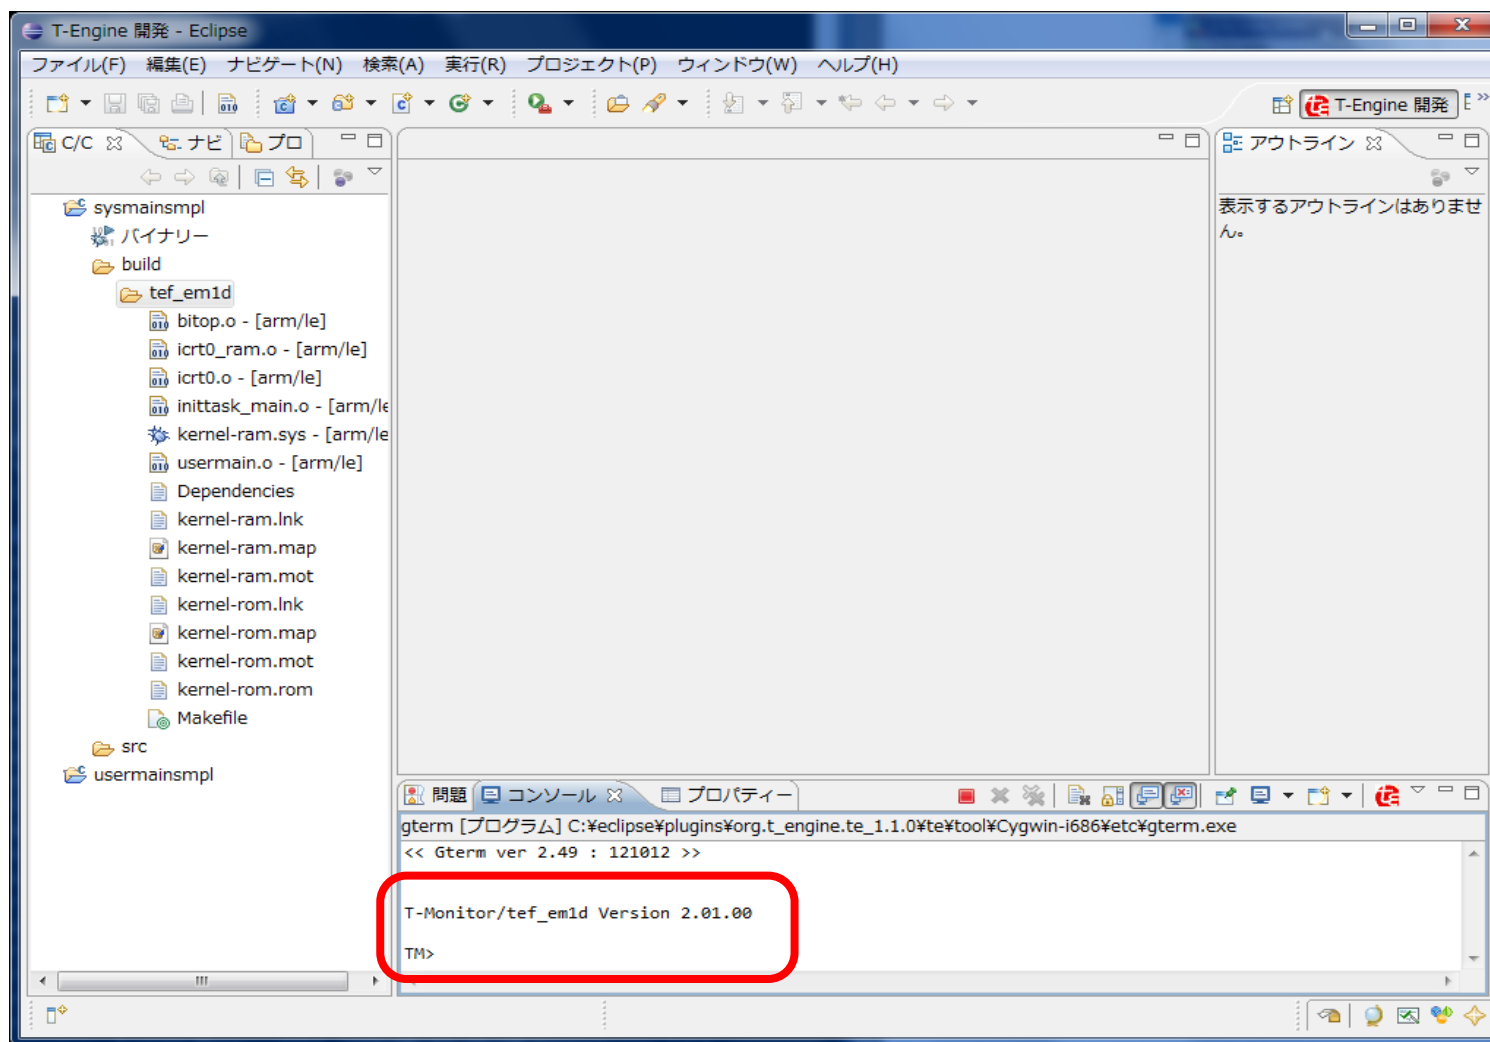 T-Engine 開発 - Eclipse
ファイル(F) 編集(E) ナビゲート(N) 検索(A) 実行(R) プロジェクト(P) ウィンドウ(W) ヘルプ(H)
T-Engine 開発
C/C ナビ プロ
アウトライン
表示するアウトラインはありませ
ん。
sysmainsmpl
バイナリー
build
tef_em1d
bitop.o - [arm/le]
icrt0_ram.o - [arm/le]
icrt0.o - [arm/le]
inittask_main.o - [arm/le
kernel-ram.sys - [arm/le
usermain.o - [arm/le]
Dependencies
kernel-ram.lnk
kernel-ram.map
kernel-ram.mot
kernel-rom.lnk
kernel-rom.map
kernel-rom.mot
kernel-rom.rom
Makefile
src
usermainsmpl
問題 コンソール プロパティー
gterm [プログラム] C:¥eclipse¥plugins¥org.t_engine.te_1.1.0¥te¥tool¥Cygwin-i686¥etc¥gterm.exe
<< Gterm ver 2.49 : 121012 >>
T-Monitor/tef_em1d Version 2.01.00
TM>